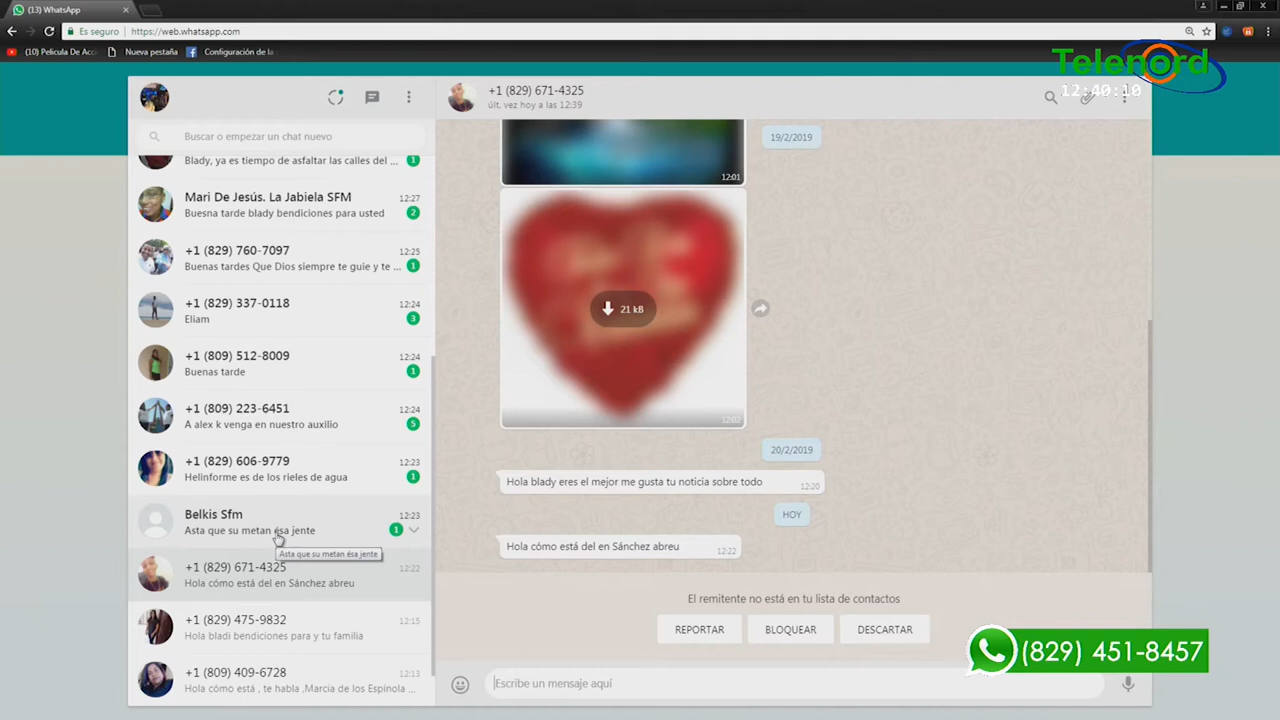 (13) WhatsApp
Es seguro
https://web.whatsapp.com
(10) Pelicula De Acc
Nueva pestaña
Configuración de la
Telenord
12:40:10
+1 (829) 671-4325
últ. vez hoy a las 12:39
Buscar o empezar un chat nuevo
Blady, ya es tiempo de asfaltar las calles del ...
1
Mari De Jesús. La Jabiela SFM
12:27
Buesna tarde blady bendiciones para usted
2
+1 (829) 760-7097
12:25
Buenas tardes Que Dios siempre te guie y te ...
1
+1 (829) 337-0118
12:24
Eliam
3
+1 (809) 512-8009
12:24
Buenas tarde
1
+1 (809) 223-6451
12:24
A alex k venga en nuestro auxilio
5
+1 (829) 606-9779
12:23
Helinforme es de los rieles de agua
1
Belkis Sfm
12:23
Asta que su metan ésa jente
1
Asta que su metan ésa jente
+1 (829) 671-4325
12:22
Hola cómo está del en Sánchez abreu
+1 (829) 475-9832
12:15
Hola bladi bendiciones para y tu familia
+1 (809) 409-6728
12:13
Hola cómo está , te habla ,Marcia de los Espínola ...
19/2/2019
12:01
21 kB
12:02
20/2/2019
Hola blady eres el mejor me gusta tu noticia sobre todo
12:20
HOY
Hola cómo está del en Sánchez abreu
12:22
El remitente no está en tu lista de contactos
REPORTAR
BLOQUEAR
DESCARTAR
Escribe un mensaje aquí
(829) 451-8457